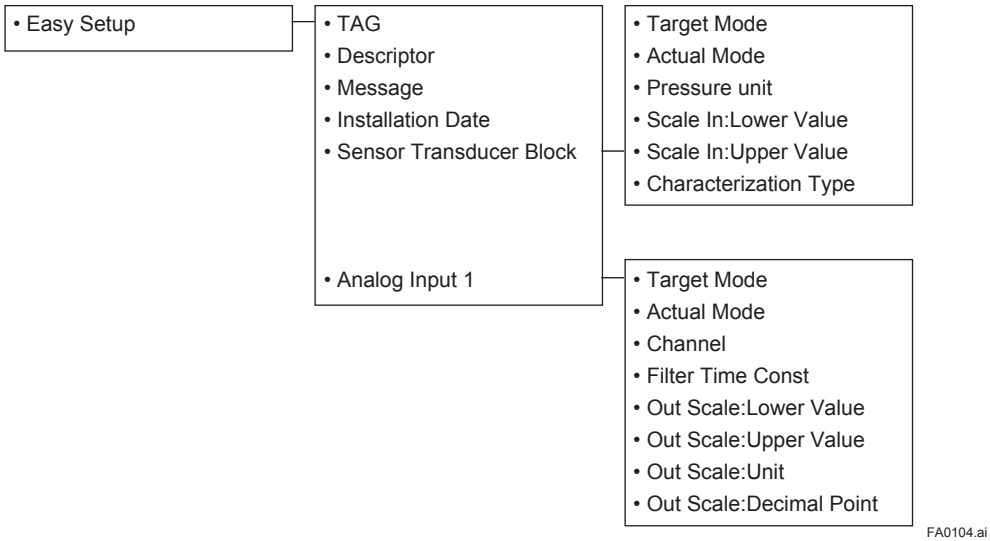 • Easy Setup
• TAG
• Descriptor
• Message
• Installation Date
• Sensor Transducer Block
• Analog Input 1
• Target Mode
• Actual Mode
• Pressure unit
• Scale In:Lower Value
• Scale In:Upper Value
• Characterization Type
• Target Mode
• Actual Mode
• Channel
• Filter Time Const
• Out Scale:Lower Value
• Out Scale:Upper Value
• Out Scale:Unit
• Out Scale:Decimal Point
FA0104.ai